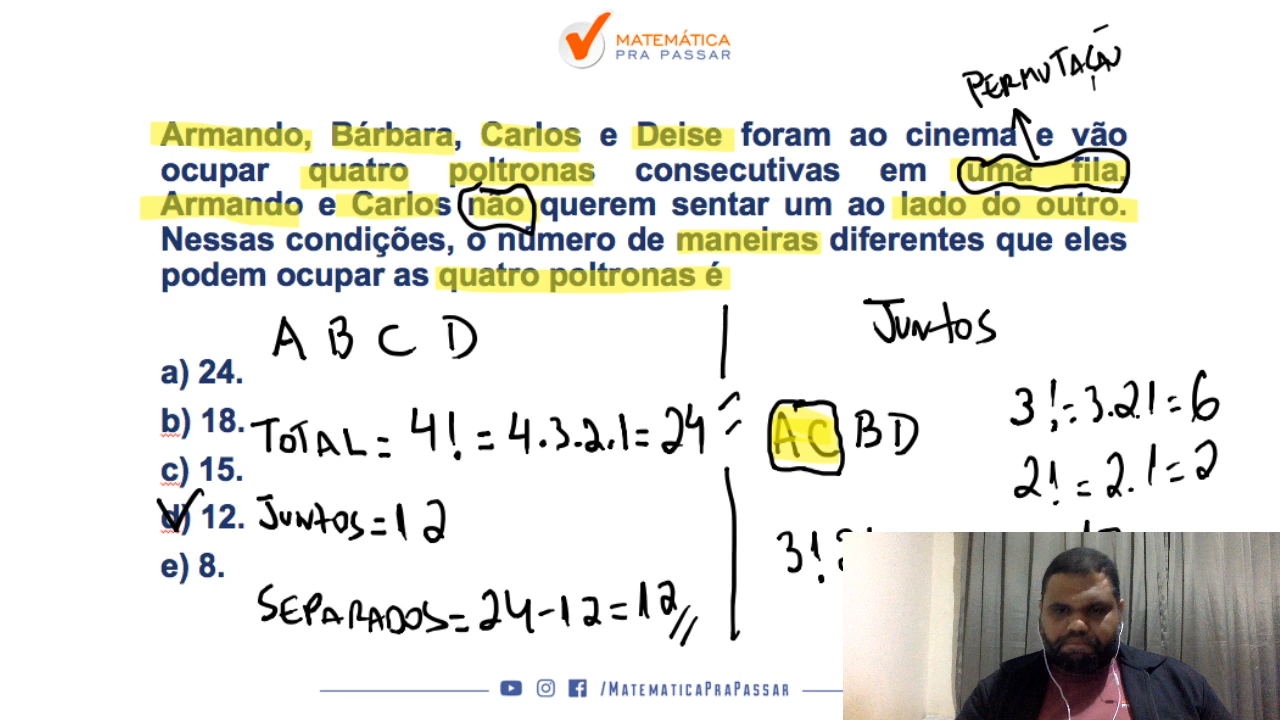 MATEMÁTICA
PRA PASSAR
PERMUTAÇÃO
Armando, Bárbara, Carlos e Deise foram ao cinema e vão
ocupar quatro poltronas consecutivas em uma fila.
Armando e Carlos não querem sentar um ao lado do outro.
Nessas condições, o número de maneiras diferentes que eles
podem ocupar as quatro poltronas é
A B C D
a) 24.
b) 18.
TOTAL = 4! = 4.3.2.1 = 24
c) 15.
d) 12.
JUNTOS = 12
e) 8.
SEPARADOS = 24-12 = 12//
JUNTOS
AC B D
3! = 3.2.1 = 6
2! = 2.1 = 2
3!
/MATEMATICAPRAPASSAR